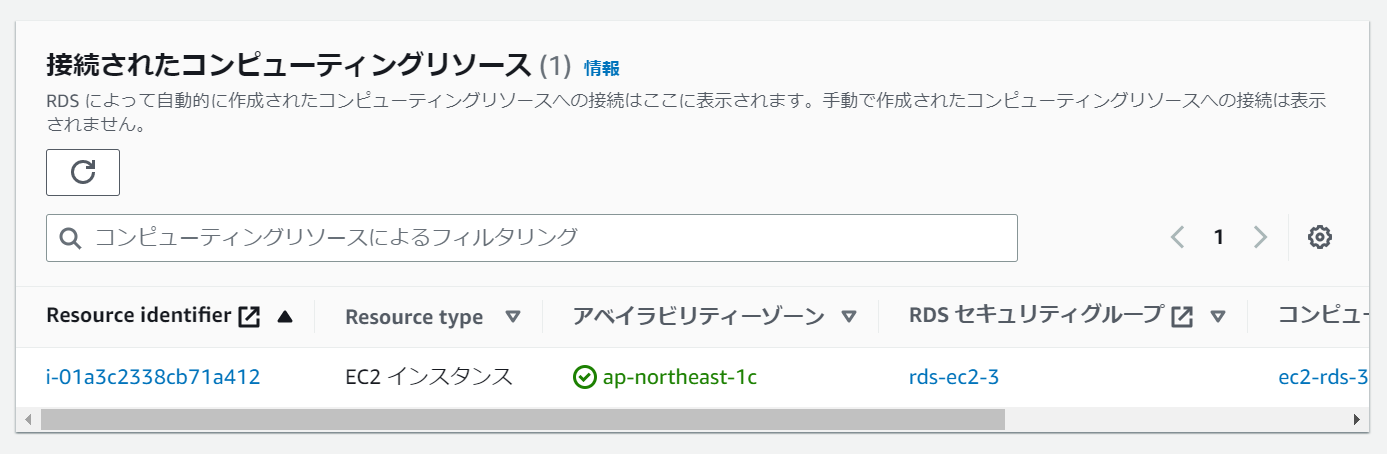 接続されたコンピューティングリソース (1) 情報
RDS によって自動的に作成されたコンピューティングリソースへの接続はここに表示されます。手動で作成されたコンピューティングリソースへの接続は表示
されません。
コンピューティングリソースによるフィルタリング
1
Resource identifier Resource type アベイラビリティーゾーン RDS セキュリティグループ コンピュー
i-01a3c2338cb71a412 EC2 インスタンス ap-northeast-1c rds-ec2-3 ec2-rds-3